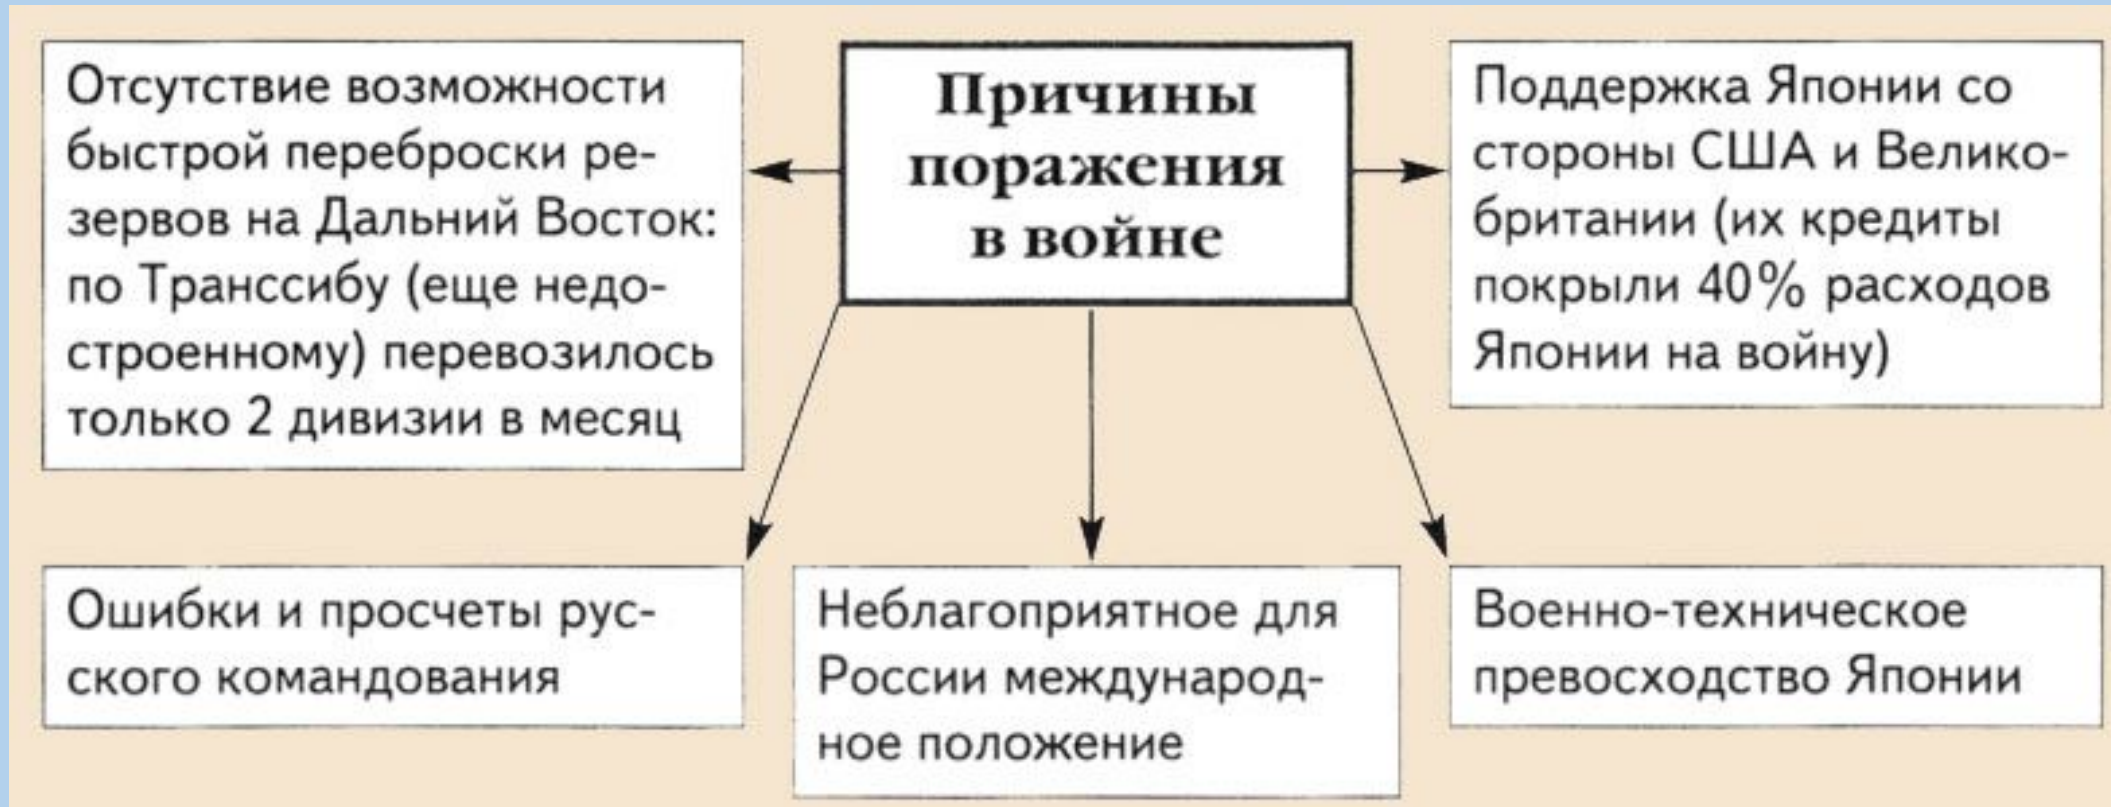 Отсутствие возможности
быстрой переброски ре-
зервов на Дальний Восток:
по Транссибу (еще недо-
строенному) перевозилось
только 2 дивизии в месяц
Причины
поражения
в войне
Поддержка Японии со
стороны США и Велико-
британии (их кредиты
покрыли 40% расходов
Японии на войну)
Ошибки и просчеты рус-
ского командования
Неблагоприятное для
России международ-
ное положение
Военно-техническое
превосходство Японии